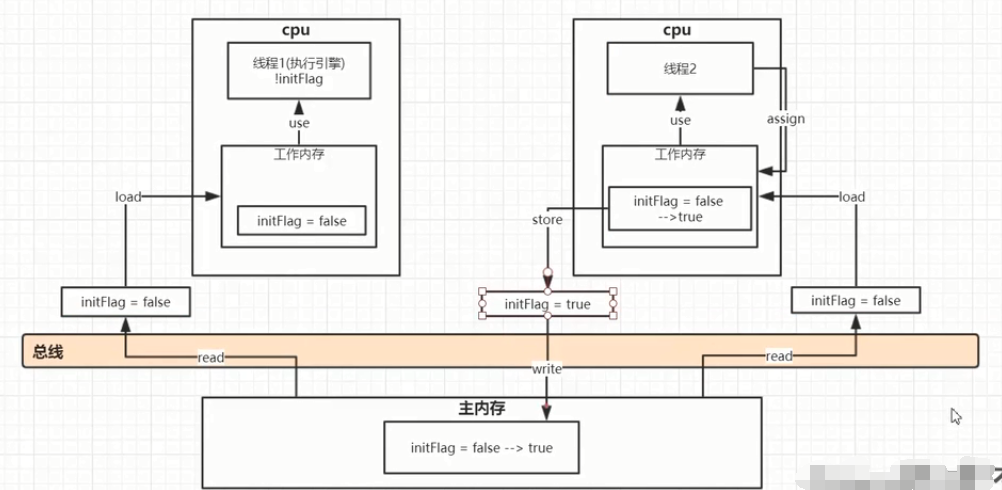 cpu
线程1(执行引擎)
!initFlag
use
工作内存
initFlag = false
load
initFlag = false
cpu
线程2
assign
use
工作内存
initFlag = false
-->true
store
load
initFlag = true
initFlag = false
总线
read
write
read
主内存
initFlag = false --> true